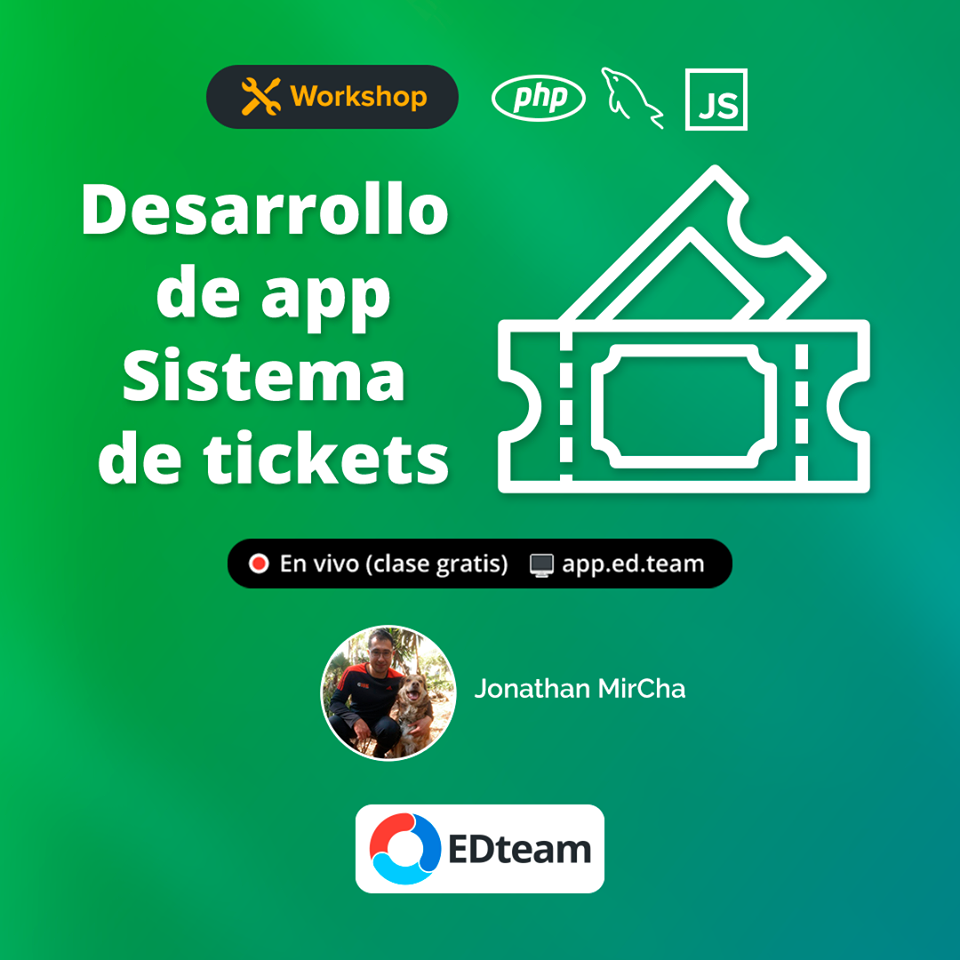 Workshop
php
JS
Desarrollo
de app
Sistema
de tickets
En vivo (clase gratis) app.ed.team
Jonathan MirCha
EDteam